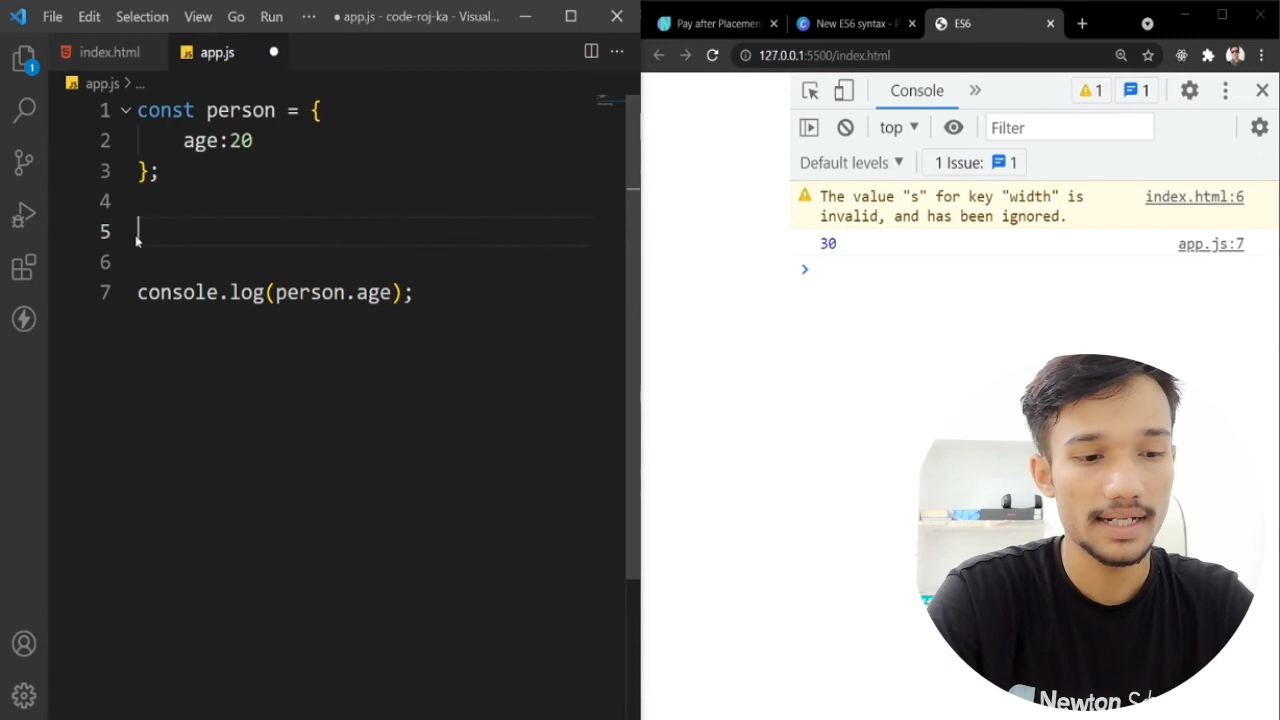 File Edit Selection View Go Run ··· ● app.js - code-roj-ka - Visual...
index.html
app.js
app.js > ...
1 const person = {
2 age:20
3 };
4
5
6
7 console.log(person.age);
1
Pay after Placemen
New ES6 syntax - P
ES6
127.0.0.1:5500/index.html
Console
1
1
top
Filter
Default levels
1 Issue: 1
The value "s" for key "width" is index.html:6
invalid, and has been ignored.
30 app.js:7
Newton Sc